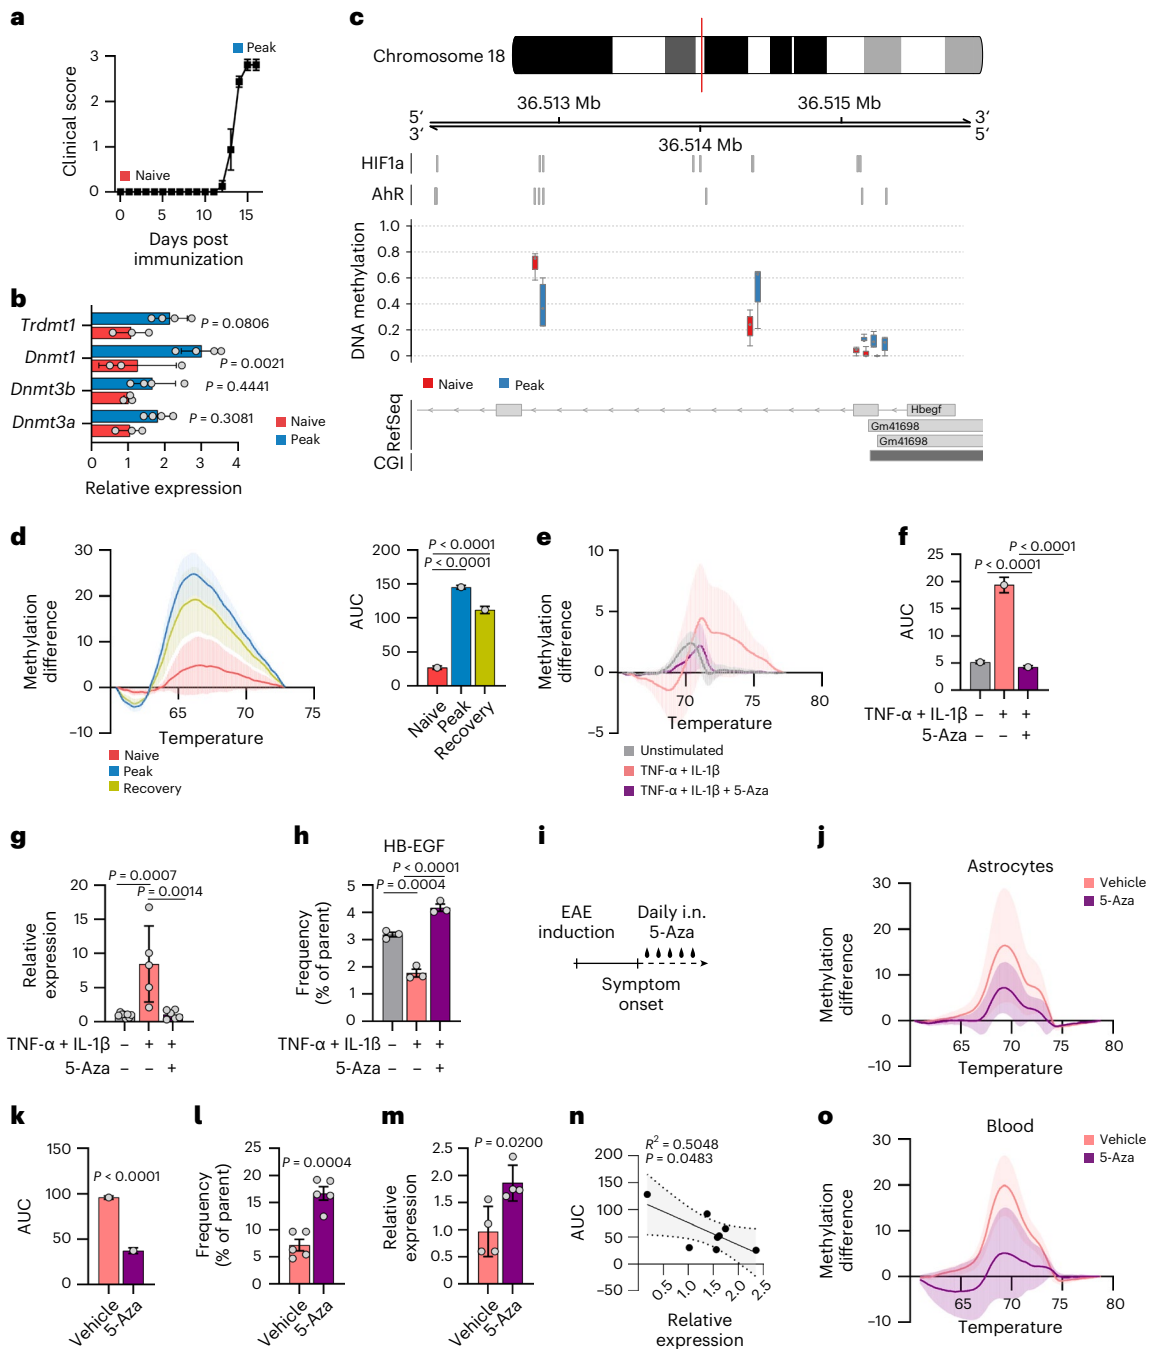 a
Peak
Clinical score
3
2
1
0
Naive
0 5 10 15
Days post
immunization
b
Trdmt1
P = 0.0806
Dnmt1
P = 0.0021
Dnmt3b
P = 0.4441
Dnmt3a
P = 0.3081
Naive
Peak
0 1 2 3 4
Relative expression
c
Chromosome 18
36.513 Mb 36.515 Mb
5′ 3′
3′ 5′
36.514 Mb
HIF1a
AhR
DNA methylation
1.0
0.8
0.6
0.4
0.2
0
Naive Peak
RefSeq
Hbegf
Gm41698
Gm41698
CGI
d
Methylation
difference
30
20
10
0
−10
65 70 75
Temperature
Naive
Peak
Recovery
AUC
200
150
100
50
0
P < 0.0001
P < 0.0001
Naive
Peak
Recovery
e
Methylation
difference
10
5
0
−5
70 80
Temperature
Unstimulated
TNF-α + IL-1β
TNF-α + IL-1β + 5-Aza
f
AUC
25
20
15
10
5
0
P < 0.0001
P < 0.0001
TNF-α + IL-1β − + +
5-Aza − − +
g
Relative
expression
20
15
10
5
0
P = 0.0007
P = 0.0014
TNF-α + IL-1β − + +
5-Aza − − +
h
HB-EGF
Frequency
(% of parent)
5
4
3
2
1
0
P < 0.0001
P = 0.0004
TNF-α + IL-1β − + +
5-Aza − − +
i
EAE
induction
Daily i.n.
5-Aza
Symptom
onset
j
Astrocytes
Methylation
difference
30
20
10
0
−10
65 70 75 80
Temperature
Vehicle
5-Aza
k
AUC
150
100
50
0
P < 0.0001
Vehicle
5-Aza
l
Frequency
(% of parent)
25
20
15
10
5
0
P = 0.0004
Vehicle
5-Aza
m
Relative
expression
2.5
2.0
1.5
1.0
0.5
0
P = 0.0200
Vehicle
5-Aza
n
R2 = 0.5048
P = 0.0483
AUC
200
150
100
50
0
−50
0.5 1.0 1.5 2.0 2.5
Relative
expression
o
Blood
Methylation
difference
30
20
10
0
−10
65 70 75 80
Temperature
Vehicle
5-Aza